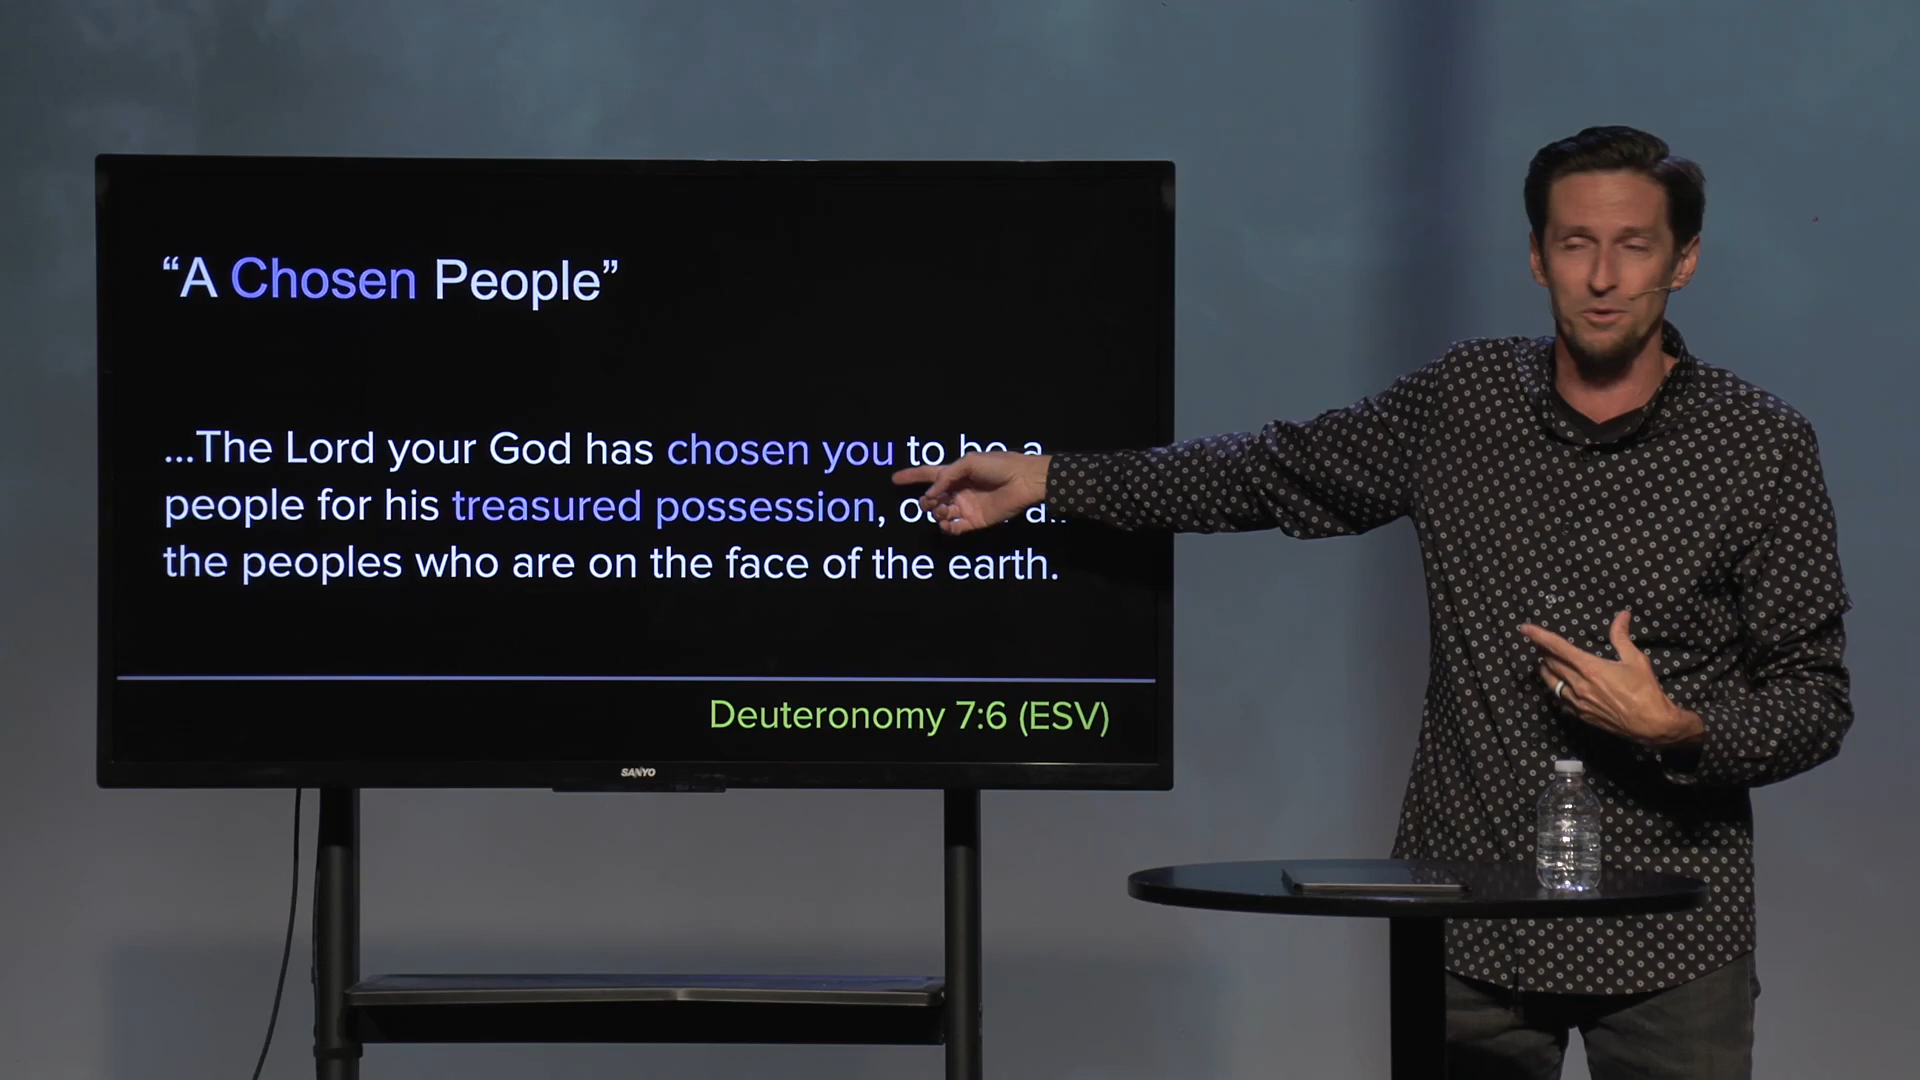 “A Chosen People”
...The Lord your God has chosen you to be a
people for his treasured possession,
the peoples who are on the face of the earth.
Deuteronomy 7:6 (ESV)
SANYO